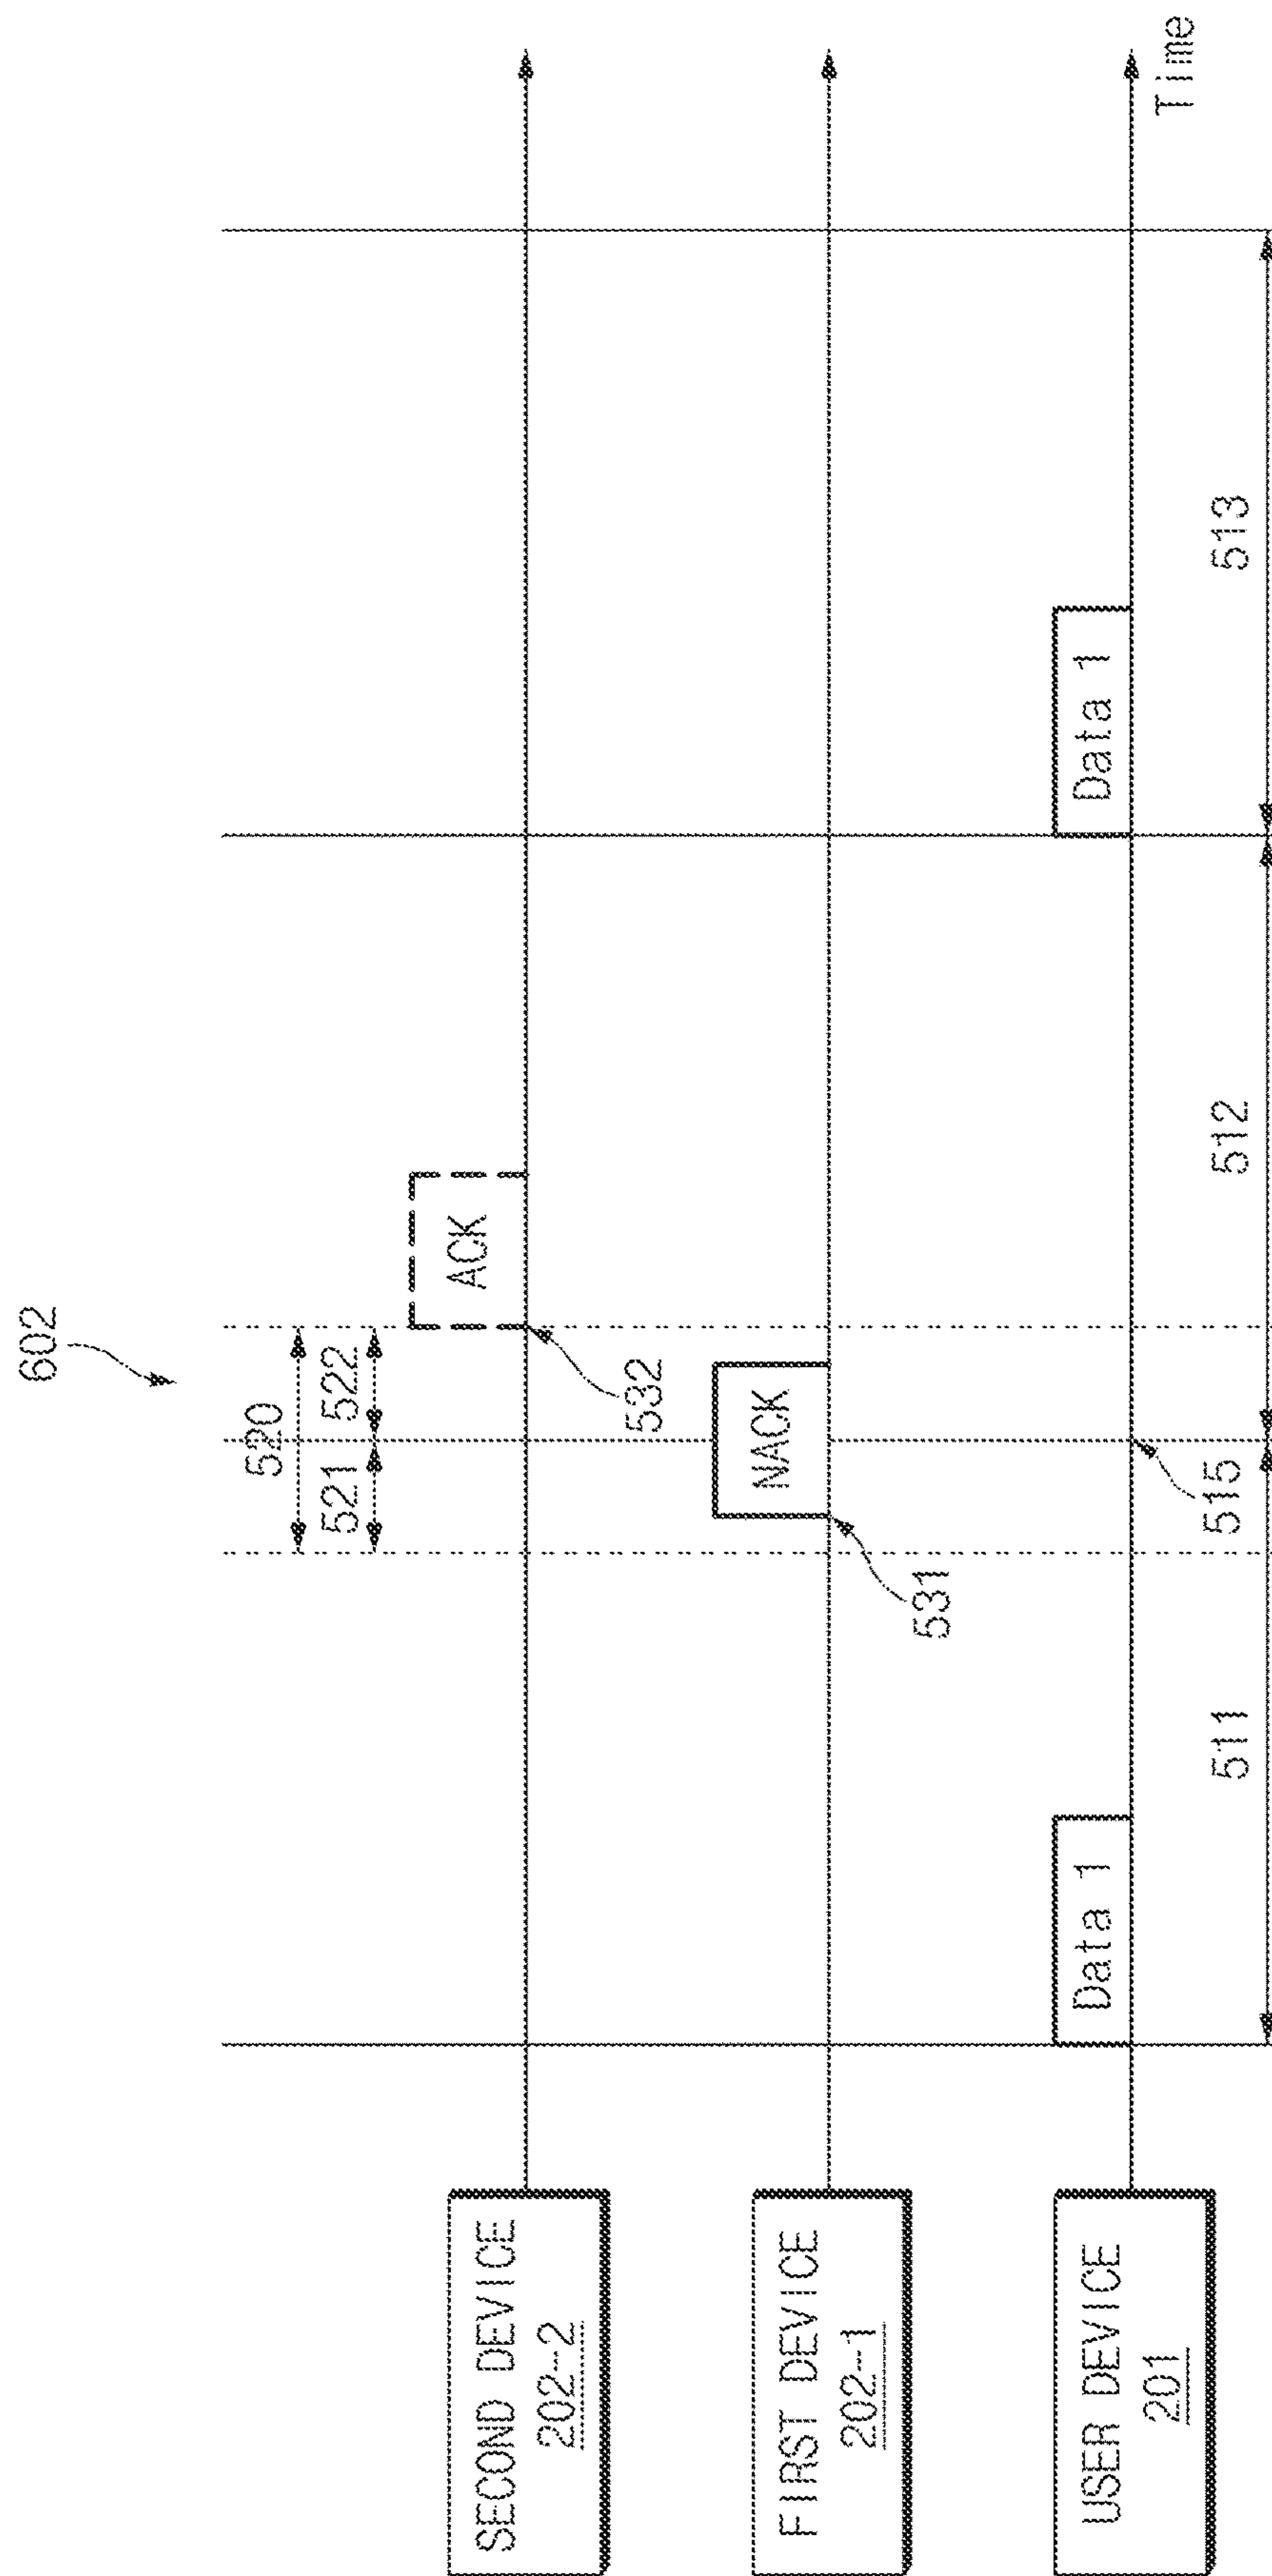 602
520
521 522
SECOND DEVICE
202-2
ACK
532
FIRST DEVICE
202-1
NACK
531
USER DEVICE
201
Data 1
Data 1
Time
515
511
512
513